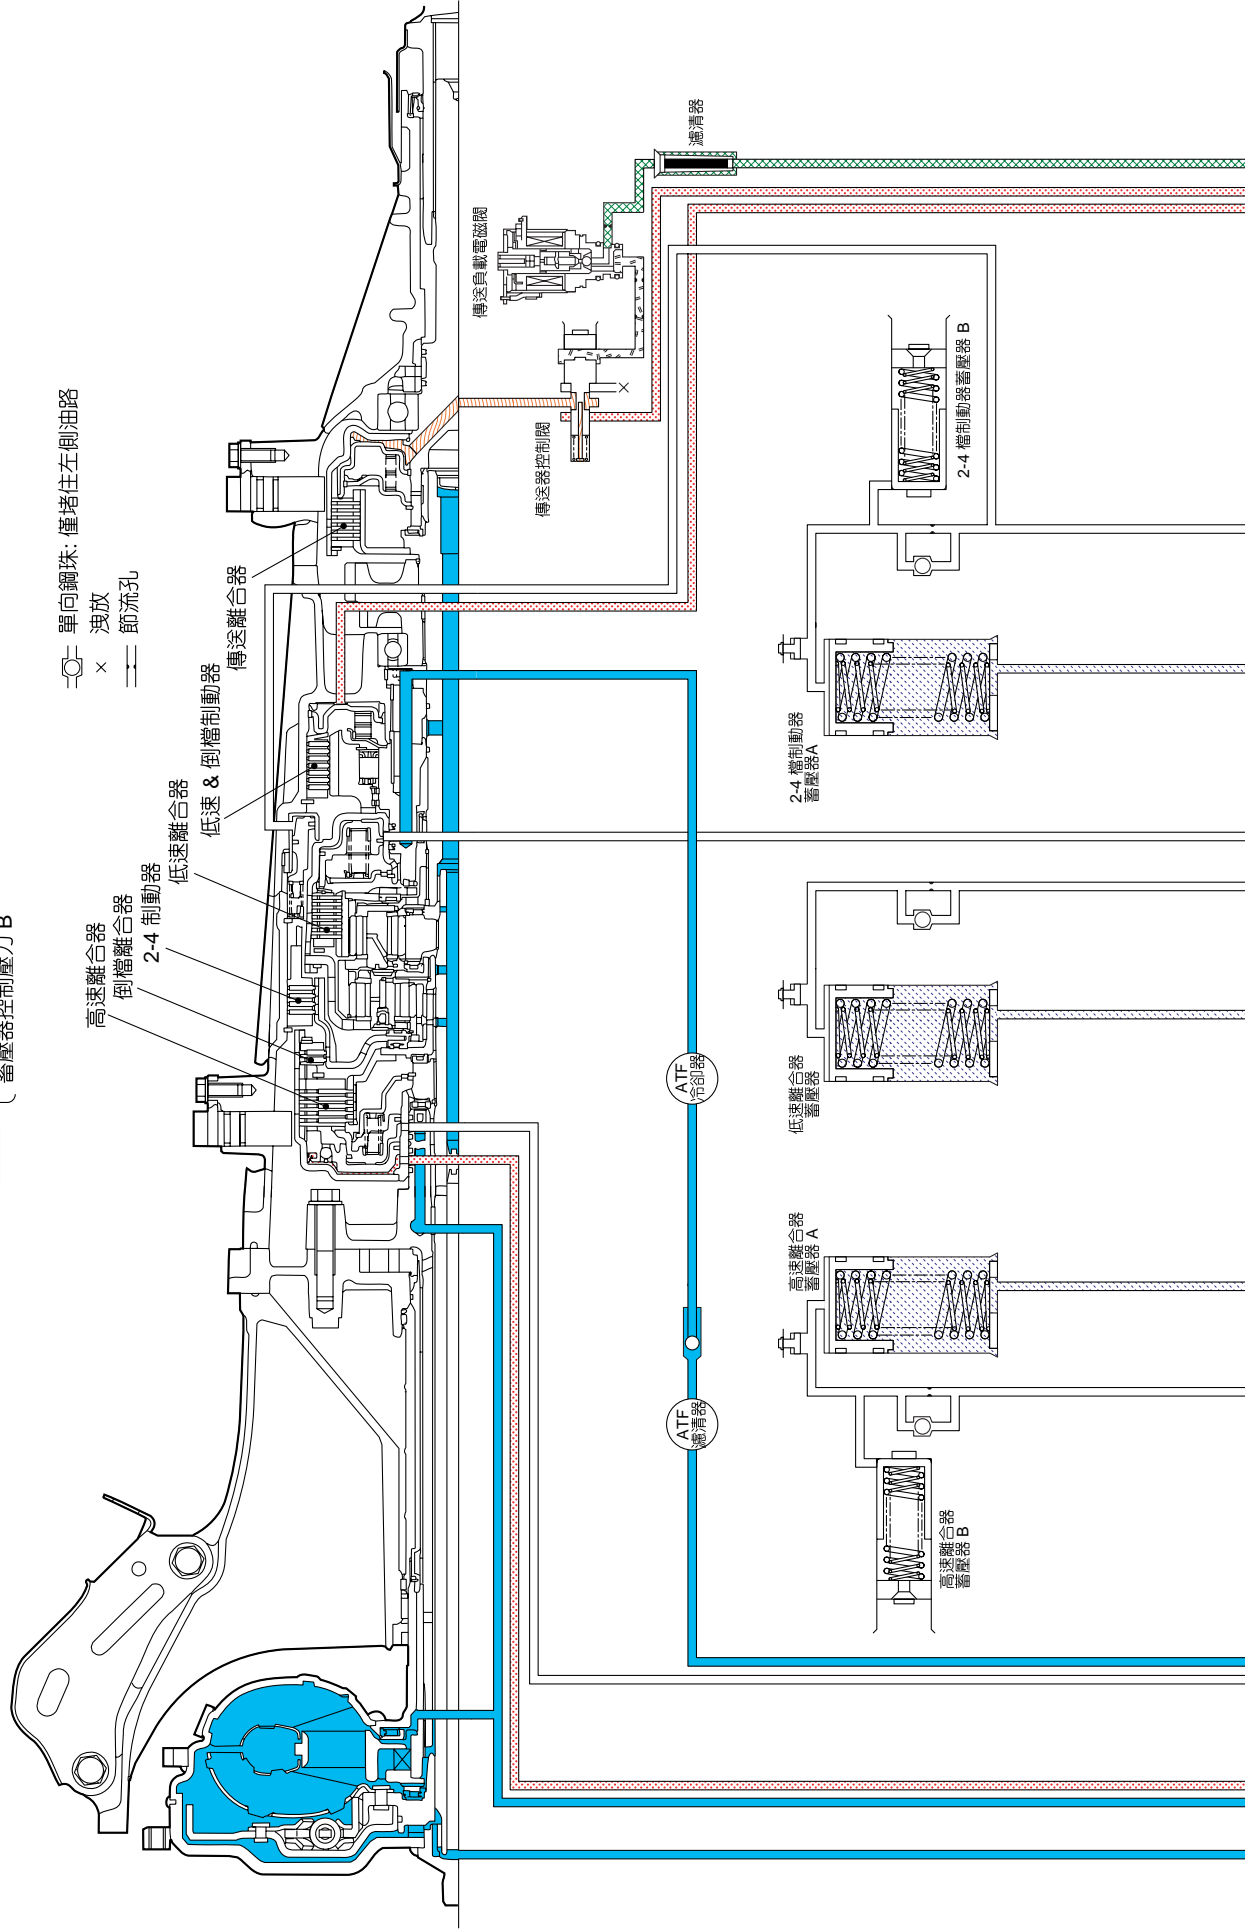 蓄壓器控制壓力 B
單向鋼珠: 僅堵住左側油路
× 洩放
節流孔
高速離合器
倒檔離合器
2-4 制動器
低速離合器
低速 & 倒檔制動器
傳送離合器
傳送負載電磁閥
濾清器
傳送器控制閥
ATF
濾清器
ATF
冷卻器
高速離合器
蓄壓器 B
高速離合器
蓄壓器 A
低速離合器
蓄壓器
2-4 檔制動器
蓄壓器A
2-4 檔制動器蓄壓器 B